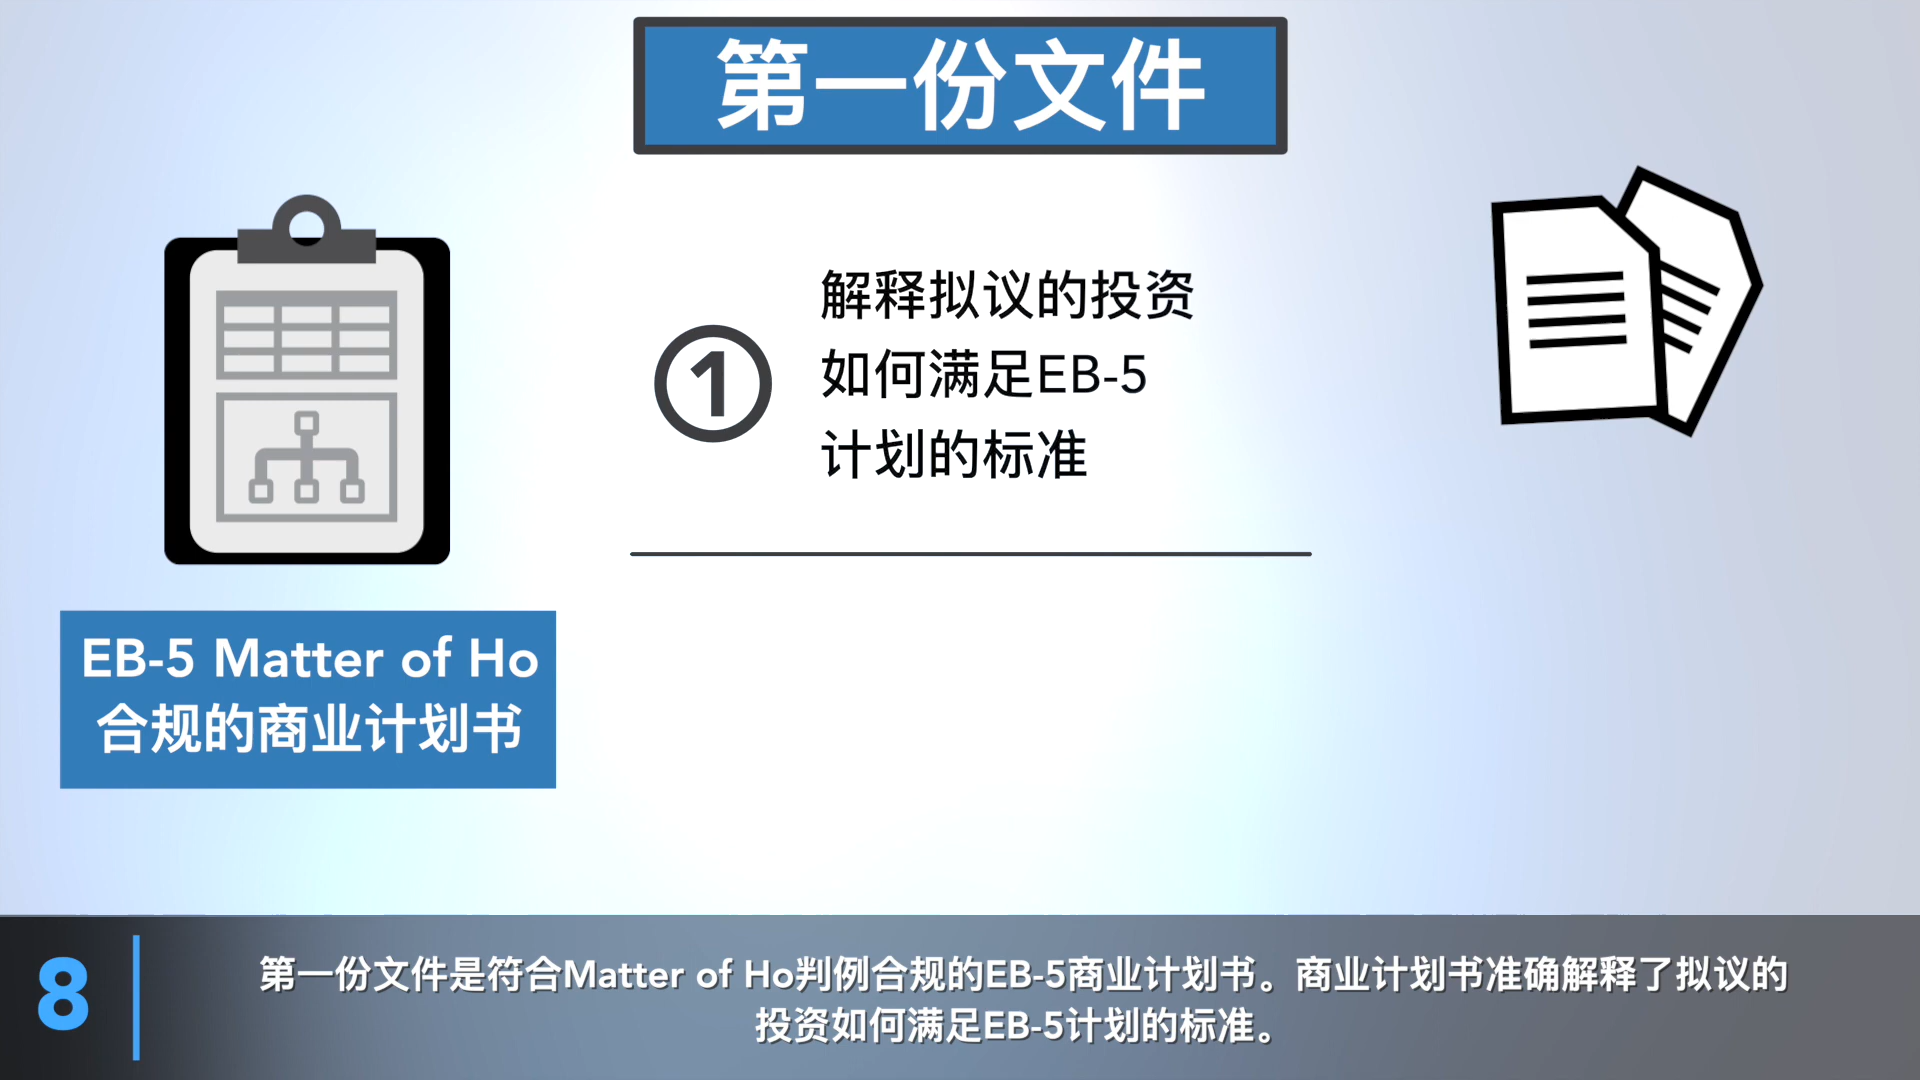 第一份文件
①
解释拟议的投资
如何满足EB-5
计划的标准
EB-5 Matter of Ho
合规的商业计划书
8
第一份文件是符合Matter of Ho判例合规的EB-5商业计划书。商业计划书准确解释了拟议的
投资如何满足EB-5计划的标准。